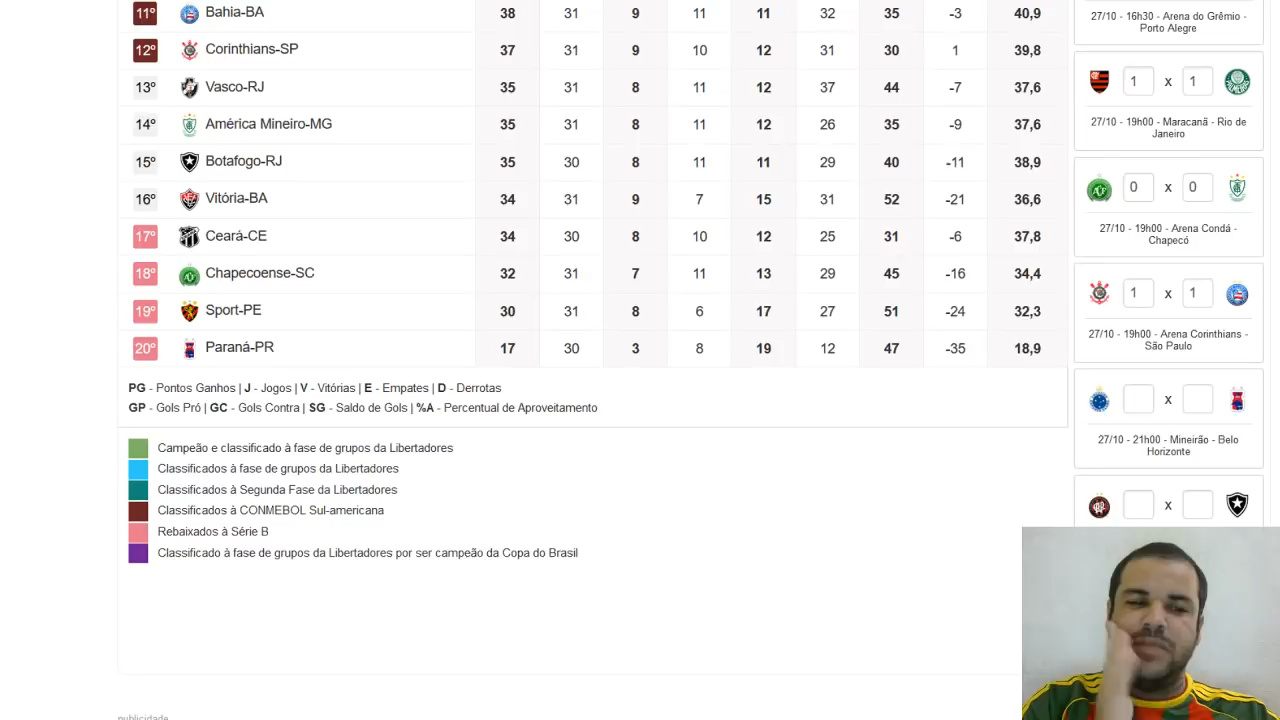 11º Bahia-BA 38 31 9 11 11 32 35 -3 40,9
12º Corinthians-SP 37 31 9 10 12 31 30 1 39,8
13º Vasco-RJ 35 31 8 11 12 37 44 -7 37,6
14º América Mineiro-MG 35 31 8 11 12 26 35 -9 37,6
15º Botafogo-RJ 35 30 8 11 11 29 40 -11 38,9
16º Vitória-BA 34 31 9 7 15 31 52 -21 36,6
17º Ceará-CE 34 30 8 10 12 25 31 -6 37,8
18º Chapecoense-SC 32 31 7 11 13 29 45 -16 34,4
19º Sport-PE 30 31 8 6 17 27 51 -24 32,3
20º Paraná-PR 17 30 3 8 19 12 47 -35 18,9
PG - Pontos Ganhos | J - Jogos | V - Vitórias | E - Empates | D - Derrotas
GP - Gols Pró | GC - Gols Contra | SG - Saldo de Gols | %A - Percentual de Aproveitamento
Campeão e classificado à fase de grupos da Libertadores
Classificados à fase de grupos da Libertadores
Classificados à Segunda Fase da Libertadores
Classificados à CONMEBOL Sul-americana
Rebaixados à Série B
Classificado à fase de grupos da Libertadores por ser campeão da Copa do Brasil
publicidade
27/10 - 16h30 - Arena do Grêmio -
Porto Alegre
1 x 1
27/10 - 19h00 - Maracanã - Rio de
Janeiro
0 x 0
27/10 - 19h00 - Arena Condá -
Chapecó
1 x 1
27/10 - 19h00 - Arena Corinthians -
São Paulo
x
27/10 - 21h00 - Mineirão - Belo
Horizonte
x